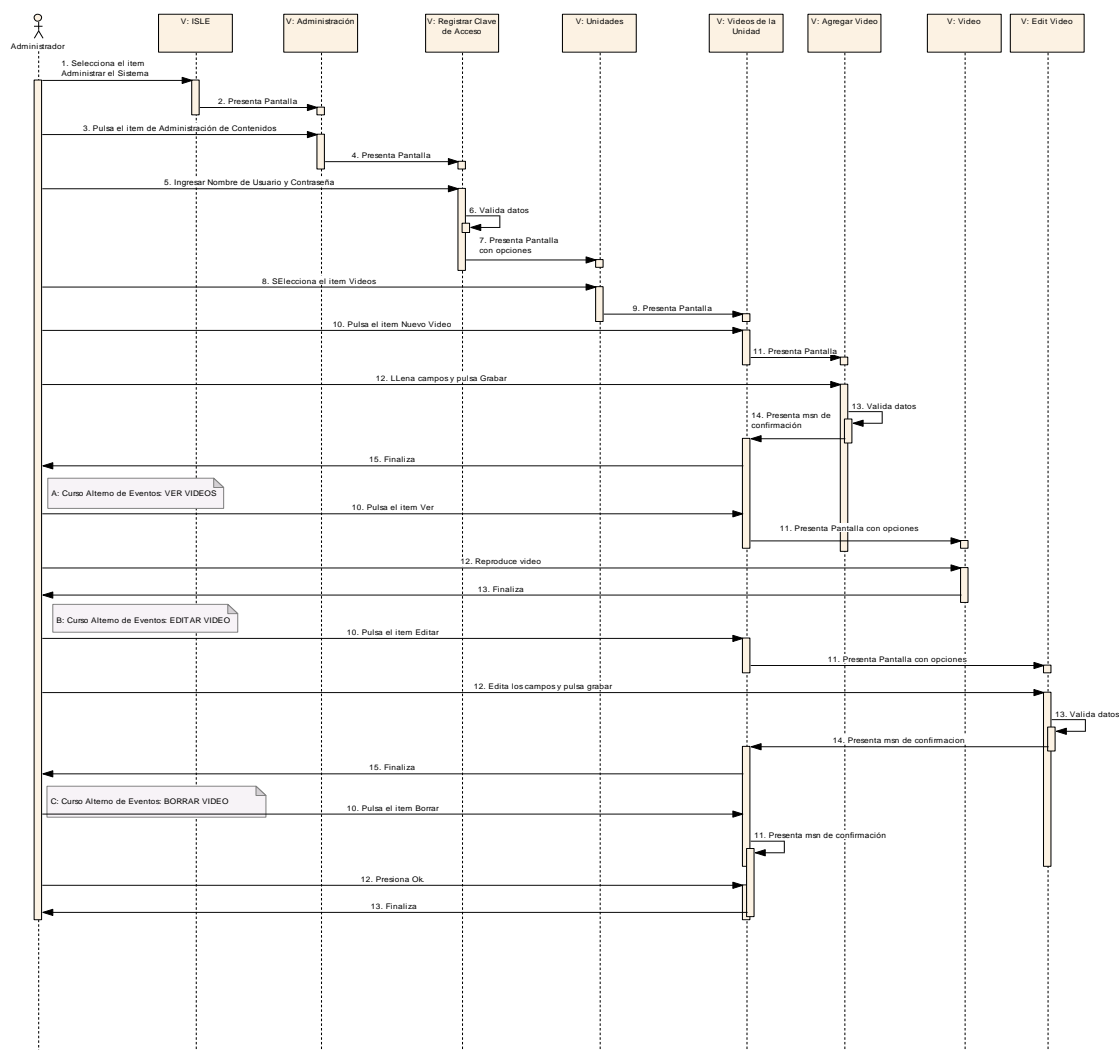 V: ISLE
V: Administración
V: Registrar Clave
de Acceso
V: Unidades
V: Videos de la
Unidad
V: Agregar Video
V: Video
V: Edit Video
Administrador
1. Selecciona el item
Administrar el Sistema
2. Presenta Pantalla
3. Pulsa el item de Administración de Contenidos
4. Presenta Pantalla
5. Ingresar Nombre de Usuario y Contraseña
6. Valida datos
7. Presenta Pantalla
con opciones
8. SElecciona el item Videos
9. Presenta Pantalla
10. Pulsa el item Nuevo Video
11. Presenta Pantalla
12. LLena campos y pulsa Grabar
13. Valida datos
14. Presenta msn de
confirmación
15. Finaliza
A: Curso Alterno de Eventos: VER VIDEOS
10. Pulsa el item Ver
11. Presenta Pantalla con opciones
12. Reproduce video
13. Finaliza
B: Curso Alterno de Eventos: EDITAR VIDEO
10. Pulsa el item Editar
11. Presenta Pantalla con opciones
12. Edita los campos y pulsa grabar
13. Valida datos
14. Presenta msn de confirmacion
15. Finaliza
C: Curso Alterno de Eventos: BORRAR VIDEO
10. Pulsa el item Borrar
11. Presenta msn de confirmación
12. Presiona Ok.
13. Finaliza